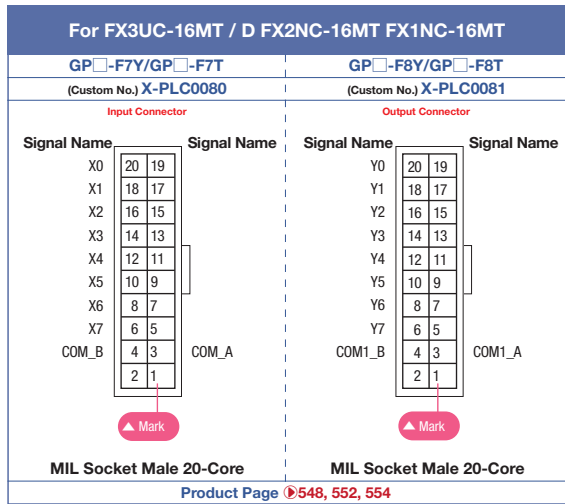 For FX3UC-16MT / D FX2NC-16MT FX1NC-16MT
GP□-F7Y/GP□-F7T
GP□-F8Y/GP□-F8T
(Custom No.) X-PLC0080
(Custom No.) X-PLC0081
Input Connector
Output Connector
Signal Name
Signal Name
X0 20 19
X1 18 17
X2 16 15
X3 14 13
X4 12 11
X5 10 9
X6 8 7
X7 6 5
COM_B 4 3 COM_A
2 1
▲ Mark
MIL Socket Male 20-Core
Signal Name
Signal Name
Y0 20 19
Y1 18 17
Y2 16 15
Y3 14 13
Y4 12 11
Y5 10 9
Y6 8 7
Y7 6 5
COM1_B 4 3 COM1_A
2 1
▲ Mark
MIL Socket Male 20-Core
Product Page 548, 552, 554